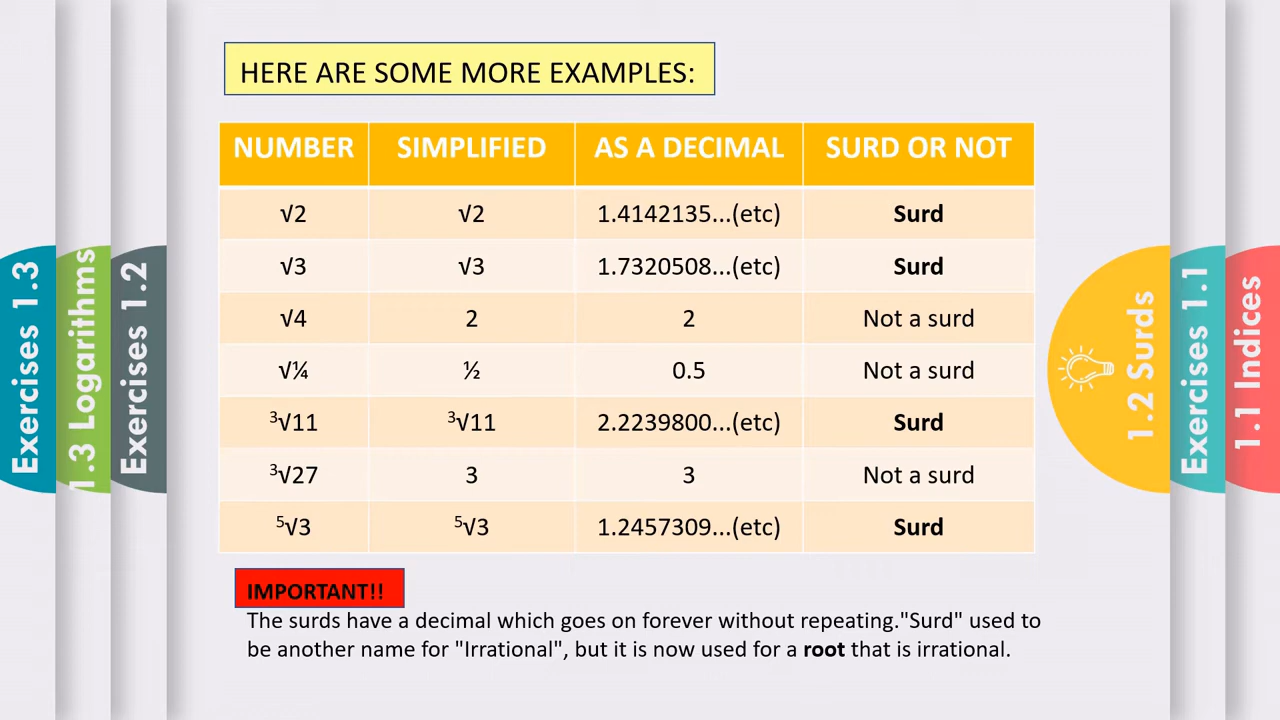 HERE ARE SOME MORE EXAMPLES:
NUMBER SIMPLIFIED AS A DECIMAL SURD OR NOT
√2 √2 1.4142135...(etc) Surd
√3 √3 1.7320508...(etc) Surd
√4 2 2 Not a surd
√¼ ½ 0.5 Not a surd
³√11 ³√11 2.2239800...(etc) Surd
³√27 3 3 Not a surd
⁵√3 ⁵√3 1.2457309...(etc) Surd
IMPORTANT!!
The surds have a decimal which goes on forever without repeating."Surd" used to
be another name for "Irrational", but it is now used for a root that is irrational.
Exercises 1.3
1.3 Logarithms
Exercises 1.2
1.2 Surds
Exercises 1.1
1.1 Indices